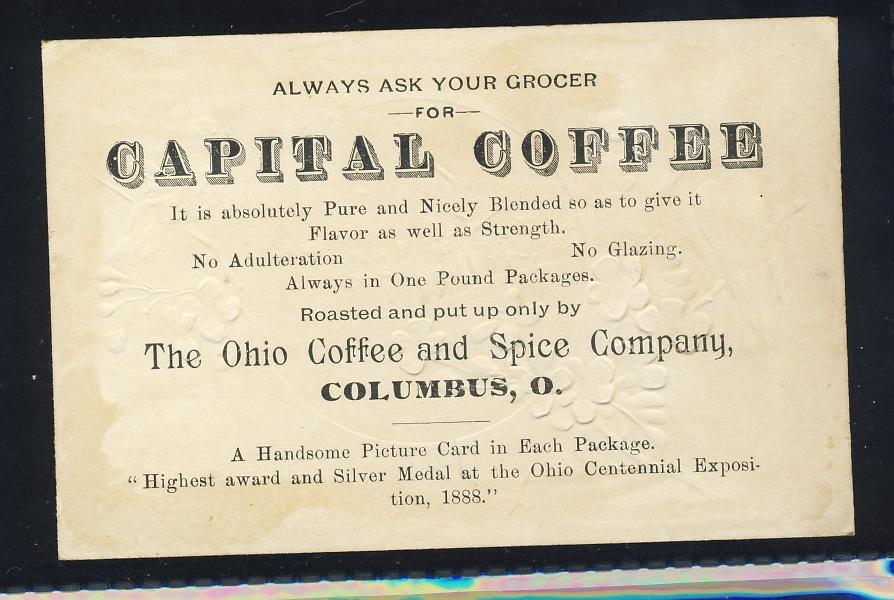 ALWAYS ASK YOUR GROCER
—FOR—
CAPITAL COFFEE
It is absolutely Pure and Nicely Blended so as to give it
Flavor as well as Strength.
No Adulteration No Glazing.
Always in One Pound Packages.
Roasted and put up only by
The Ohio Coffee and Spice Company,
COLUMBUS, O.
A Handsome Picture Card in Each Package.
“Highest award and Silver Medal at the Ohio Centennial Exposi-
tion, 1888.”